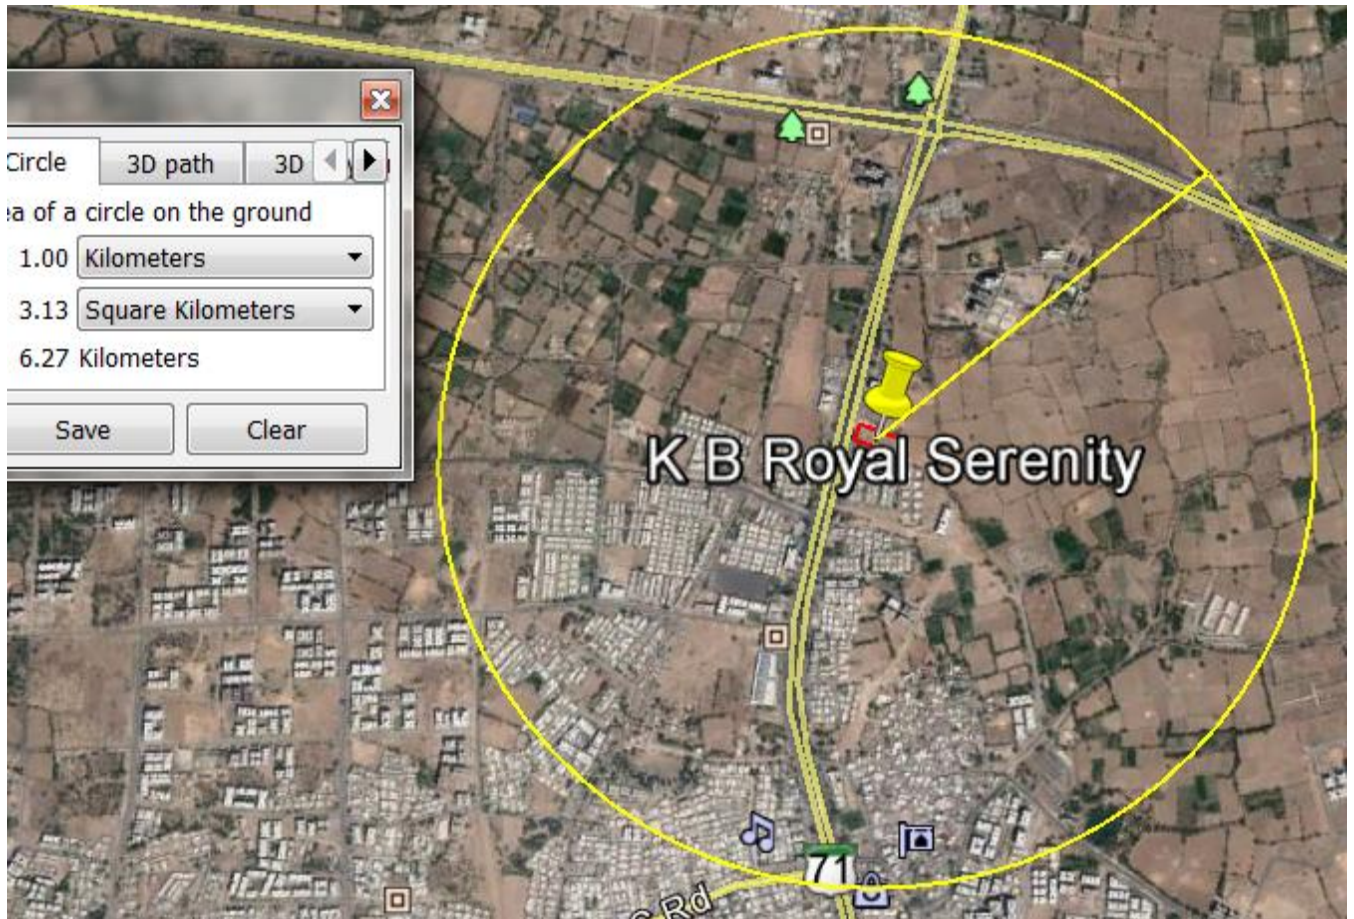 Circle
3D path
3D
ea of a circle on the ground
1.00 Kilometers
3.13 Square Kilometers
6.27 Kilometers
Save
Clear
K B Royal Serenity
71
Rd